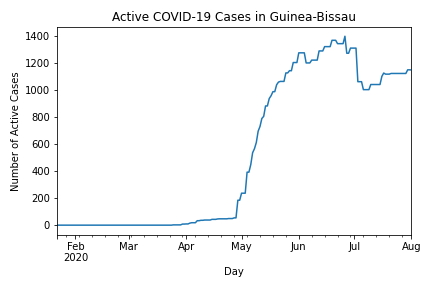 Active COVID-19 Cases in Guinea-Bissau
1400
1200
1000
800
600
400
200
0
Number of Active Cases
Feb Mar Apr May Jun Jul Aug
2020
Day